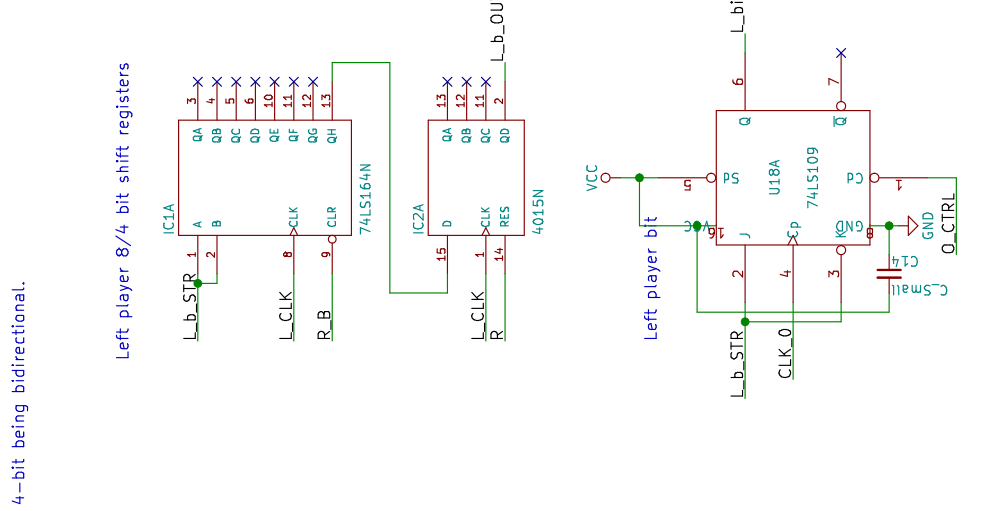 4-bit being bidirectional.
Left player 8/4 bit shift registers
IC1A
74LS164N
3 4 5 6 10 11 12 13
QA QB QC QD QE QF QG QH
A B CLK CLR
1 2 8 9
L_b_STR
L_CLK
R_B
IC2A
4015N
13 12 11 2
QA QB QC QD
D CLK RES
15 1 14
L_CLK
R
L_b_OU
Left player bit
VCC
L_bi
6 7
Q Q
U18A
74LS109
5 Sd
Cd 1
VCC 16
GND 8
J Cp K
2 4 3
L_b_STR
CLK_0
GND
O_CTRL
C14
C_Small